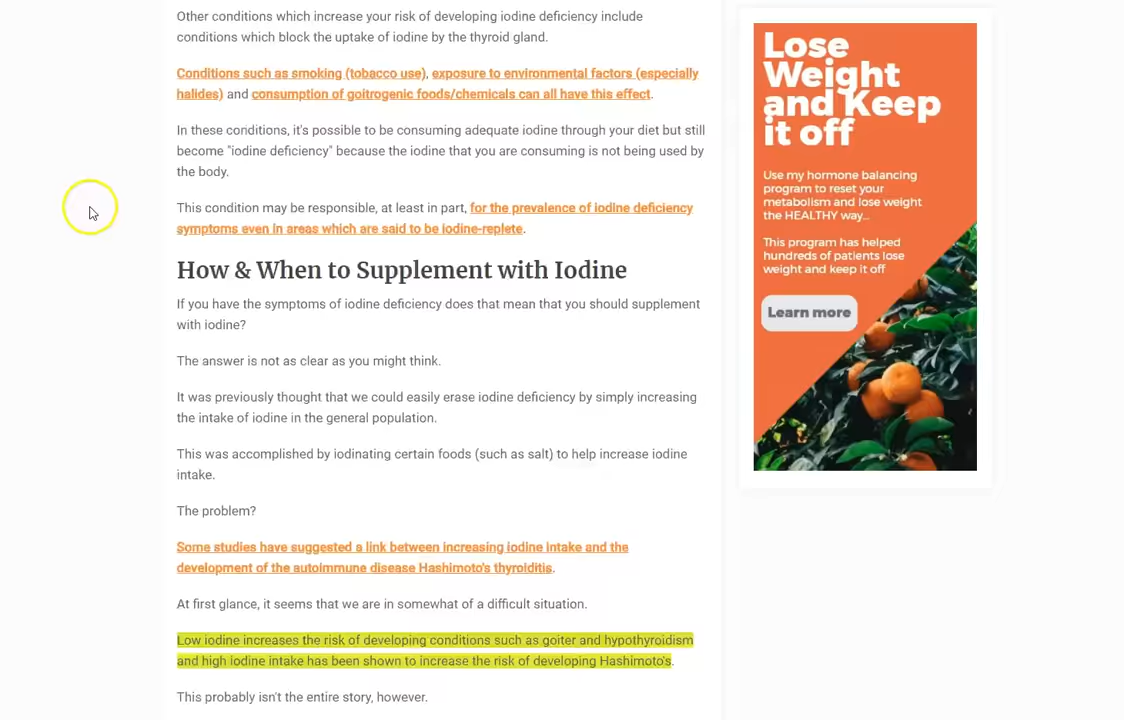 Other conditions which increase your risk of developing iodine deficiency include
conditions which block the uptake of iodine by the thyroid gland.
Conditions such as smoking (tobacco use), exposure to environmental factors (especially
halides) and consumption of goitrogenic foods/chemicals can all have this effect.
In these conditions, it's possible to be consuming adequate iodine through your diet but still
become "iodine deficiency" because the iodine that you are consuming is not being used by
the body.
This condition may be responsible, at least in part, for the prevalence of iodine deficiency
symptoms even in areas which are said to be iodine-replete.
How & When to Supplement with Iodine
If you have the symptoms of iodine deficiency does that mean that you should supplement
with iodine?
The answer is not as clear as you might think.
It was previously thought that we could easily erase iodine deficiency by simply increasing
the intake of iodine in the general population.
This was accomplished by iodinating certain foods (such as salt) to help increase iodine
intake.
The problem?
Some studies have suggested a link between increasing iodine intake and the
development of the autoimmune disease Hashimoto's thyroiditis.
At first glance, it seems that we are in somewhat of a difficult situation.
Low iodine increases the risk of developing conditions such as goiter and hypothyroidism
and high iodine intake has been shown to increase the risk of developing Hashimoto's.
This probably isn't the entire story, however.
Lose
Weight
and Keep
it off
Use my hormone balancing
program to reset your
metabolism and lose weight
the HEALTHY way...
This program has helped
hundreds of patients lose
weight and keep it off
Learn more